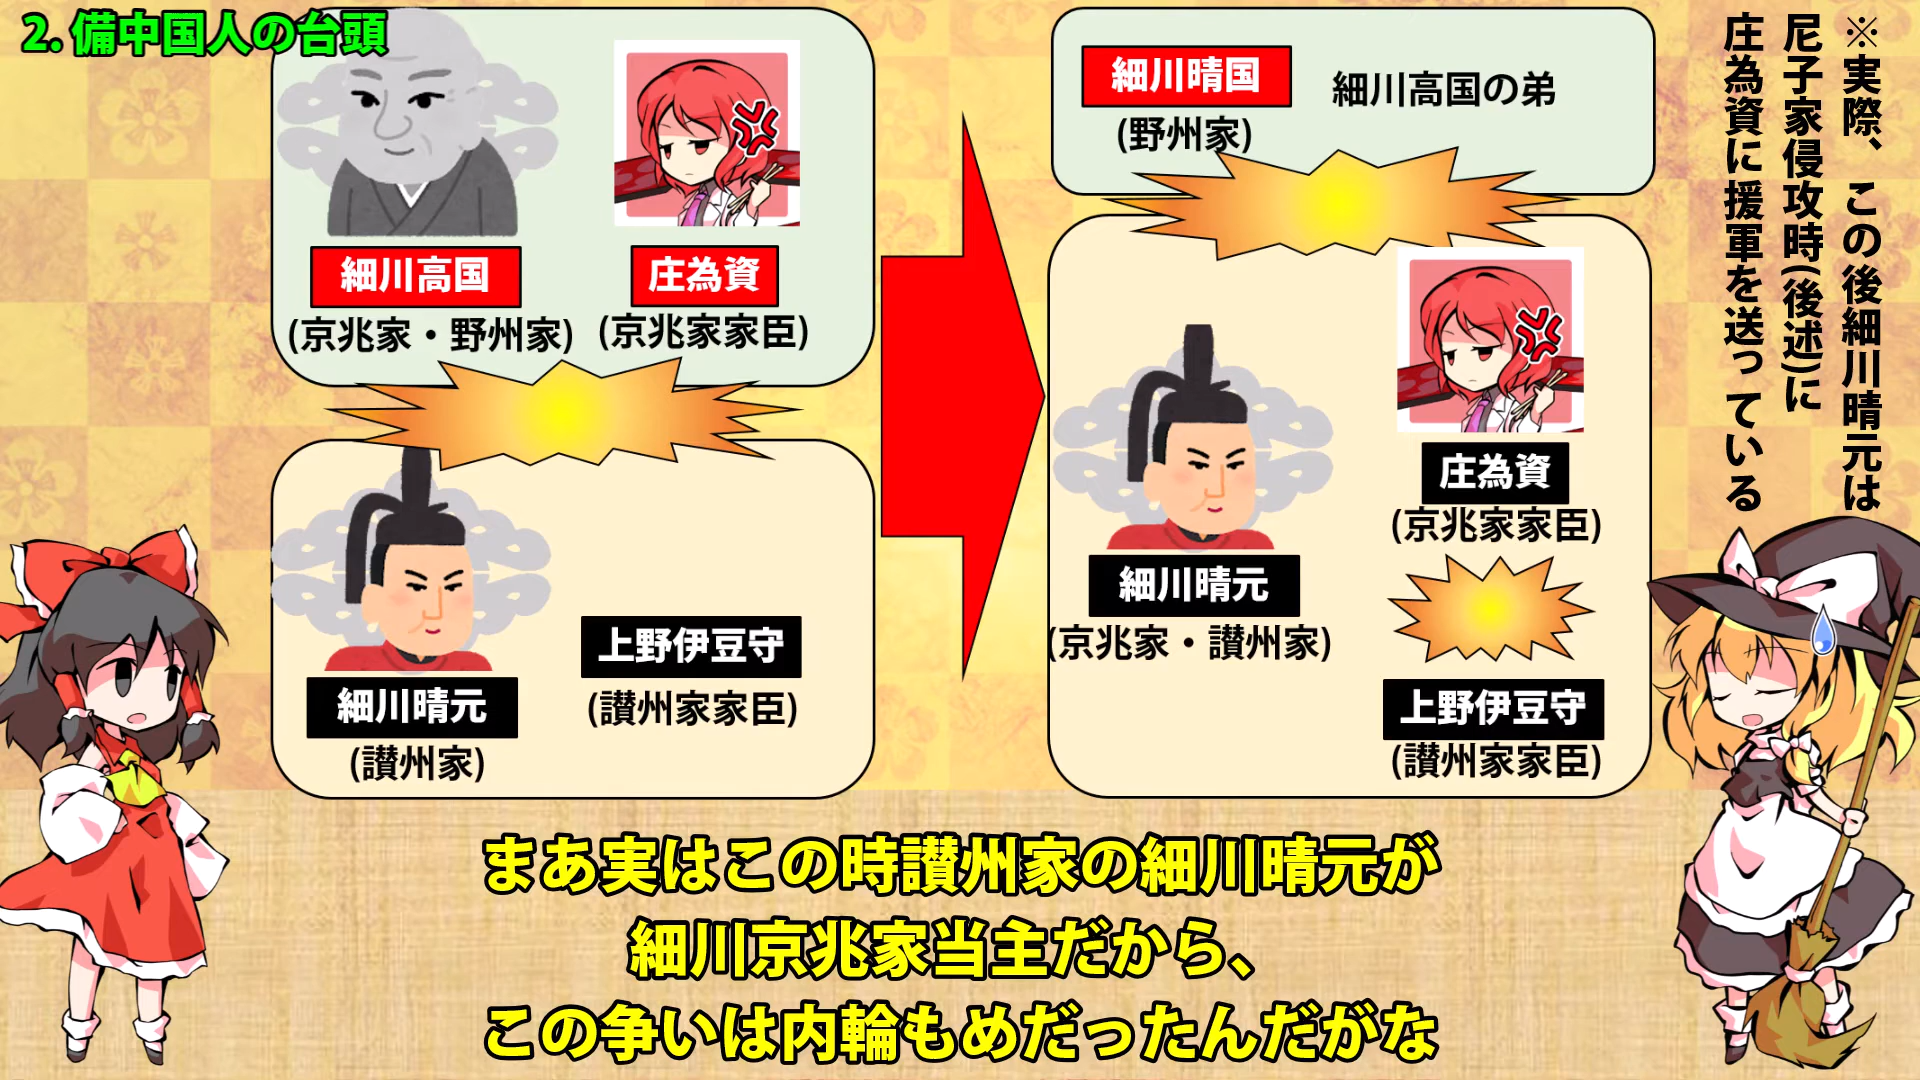 2. 備中国人の台頭
細川高国
(京兆家・野州家)
庄為資
(京兆家家臣)
細川晴元
(讃州家)
上野伊豆守
(讃州家家臣)
細川晴国
(野州家)
細川高国の弟
庄為資
(京兆家家臣)
細川晴元
(京兆家・讃州家)
上野伊豆守
(讃州家家臣)
※実際、この後細川晴元は
尼子家侵攻時(後述)に
庄為資に援軍を送っている
まあ実はこの時讃州家の細川晴元が
細川京兆家当主だから、
この争いは内輪もめだったんだがな